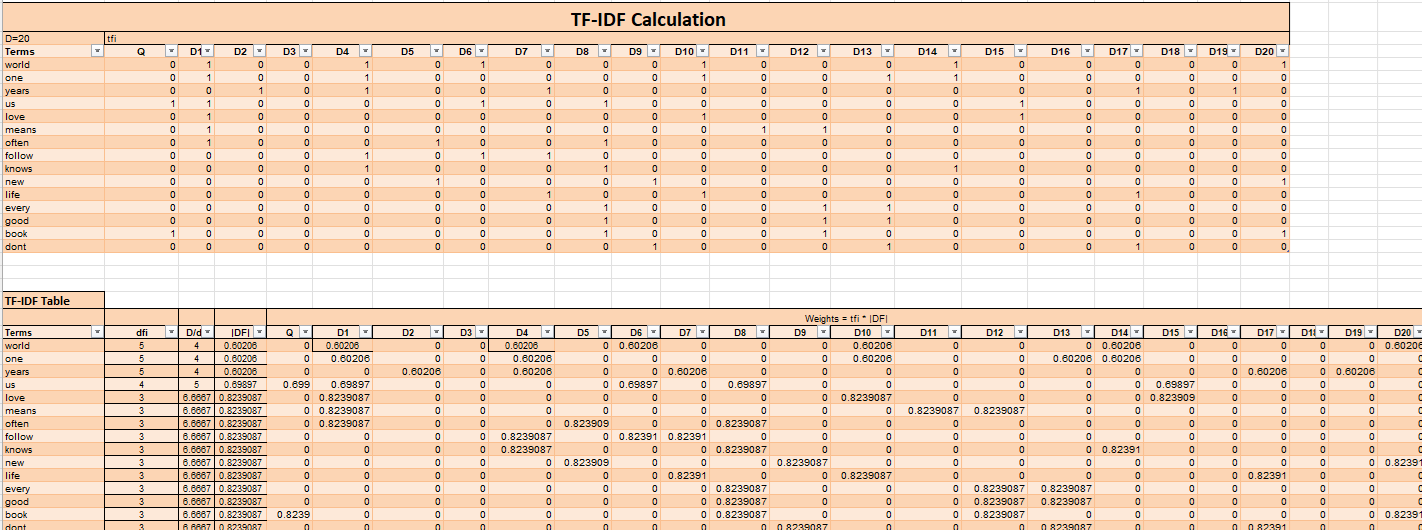 TF-IDF Calculation
D=20 tfi
Terms Q D1 D2 D3 D4 D5 D6 D7 D8 D9 D10 D11 D12 D13 D14 D15 D16 D17 D18 D19 D20
world 0 1 0 0 1 0 1 0 0 0 1 0 0 0 1 0 0 0 0 0 1
one 0 1 0 0 1 0 0 0 0 0 1 0 0 1 1 0 0 0 0 0 0
years 0 0 1 0 1 0 0 1 0 0 0 0 0 0 0 0 0 1 0 1 0
us 1 1 0 0 0 0 1 0 1 0 0 0 0 0 0 1 0 0 0 0 0
love 0 1 0 0 0 0 0 0 0 0 1 0 0 0 0 1 0 0 0 0 0
means 0 1 0 0 0 0 0 0 0 0 0 1 1 0 0 0 0 0 0 0 0
often 0 1 0 0 0 1 0 0 1 0 0 0 0 0 0 0 0 0 0 0 0
follow 0 0 0 0 1 0 1 1 0 0 0 0 0 0 0 0 0 0 0 0 0
knows 0 0 0 0 1 0 0 0 1 0 0 0 0 0 1 0 0 0 0 0 0
new 0 0 0 0 0 1 0 0 0 1 0 0 0 0 0 0 0 0 0 0 1
life 0 0 0 0 0 0 0 1 0 0 1 0 0 0 0 0 0 1 0 0 0
every 0 0 0 0 0 0 0 0 1 0 0 0 1 1 0 0 0 0 0 0 0
good 0 0 0 0 0 0 0 0 1 0 0 0 1 1 0 0 0 0 0 0 0
book 1 0 0 0 0 0 0 0 1 0 0 0 1 0 0 0 0 0 0 0 1
dont 0 0 0 0 0 0 0 0 0 1 0 0 0 1 0 0 0 1 0 0 0
TF-IDF Table
Weights = tfi * |DF|
Terms dfi D/d |DF| Q D1 D2 D3 D4 D5 D6 D7 D8 D9 D10 D11 D12 D13 D14 D15 D16 D17 D18 D19 D20
world 5 4 0.60206 0 0.60206 0 0 0.60206 0 0.60206 0 0 0 0.60206 0 0 0 0.60206 0 0 0 0 0 0.60206
one 5 4 0.60206 0 0.60206 0 0 0.60206 0 0 0 0 0 0.60206 0 0 0.60206 0.60206 0 0 0 0 0 0
years 5 4 0.60206 0 0 0.60206 0 0.60206 0 0 0.60206 0 0 0 0 0 0 0 0 0 0.60206 0 0.60206 0
us 4 5 0.69897 0.699 0.69897 0 0 0 0 0.69897 0 0.69897 0 0 0 0 0 0 0.69897 0 0 0 0 0
love 3 6.6667 0.8239087 0 0.8239087 0 0 0 0 0 0 0 0 0.8239087 0 0 0 0 0.823909 0 0 0 0 0
means 3 6.6667 0.8239087 0 0.8239087 0 0 0 0 0 0 0 0 0 0.8239087 0.8239087 0 0 0 0 0 0 0 0
often 3 6.6667 0.8239087 0 0.8239087 0 0 0 0.823909 0 0 0.8239087 0 0 0 0 0 0 0 0 0 0 0 0
follow 3 6.6667 0.8239087 0 0 0 0 0.8239087 0 0.82391 0.82391 0 0 0 0 0 0 0 0 0 0 0 0 0
knows 3 6.6667 0.8239087 0 0 0 0 0.8239087 0 0 0 0.8239087 0 0 0 0 0 0.82391 0 0 0 0 0 0
new 3 6.6667 0.8239087 0 0 0 0 0 0.823909 0 0 0 0.8239087 0 0 0 0 0 0 0 0 0 0 0.82391
life 3 6.6667 0.8239087 0 0 0 0 0 0 0 0.82391 0 0 0.8239087 0 0 0 0 0 0 0.82391 0 0 0
every 3 6.6667 0.8239087 0 0 0 0 0 0 0 0 0.8239087 0 0 0 0.8239087 0.8239087 0 0 0 0 0 0 0
good 3 6.6667 0.8239087 0 0 0 0 0 0 0 0 0.8239087 0 0 0 0.8239087 0.8239087 0 0 0 0 0 0 0
book 3 6.6667 0.8239087 0.8239 0 0 0 0 0 0 0 0.8239087 0 0 0 0.8239087 0 0 0 0 0 0 0 0.82391
dont 3 6.6667 0.8239087 0 0 0 0 0 0 0 0 0 0.8239087 0 0 0 0.8239087 0 0 0 0.82391 0 0 0